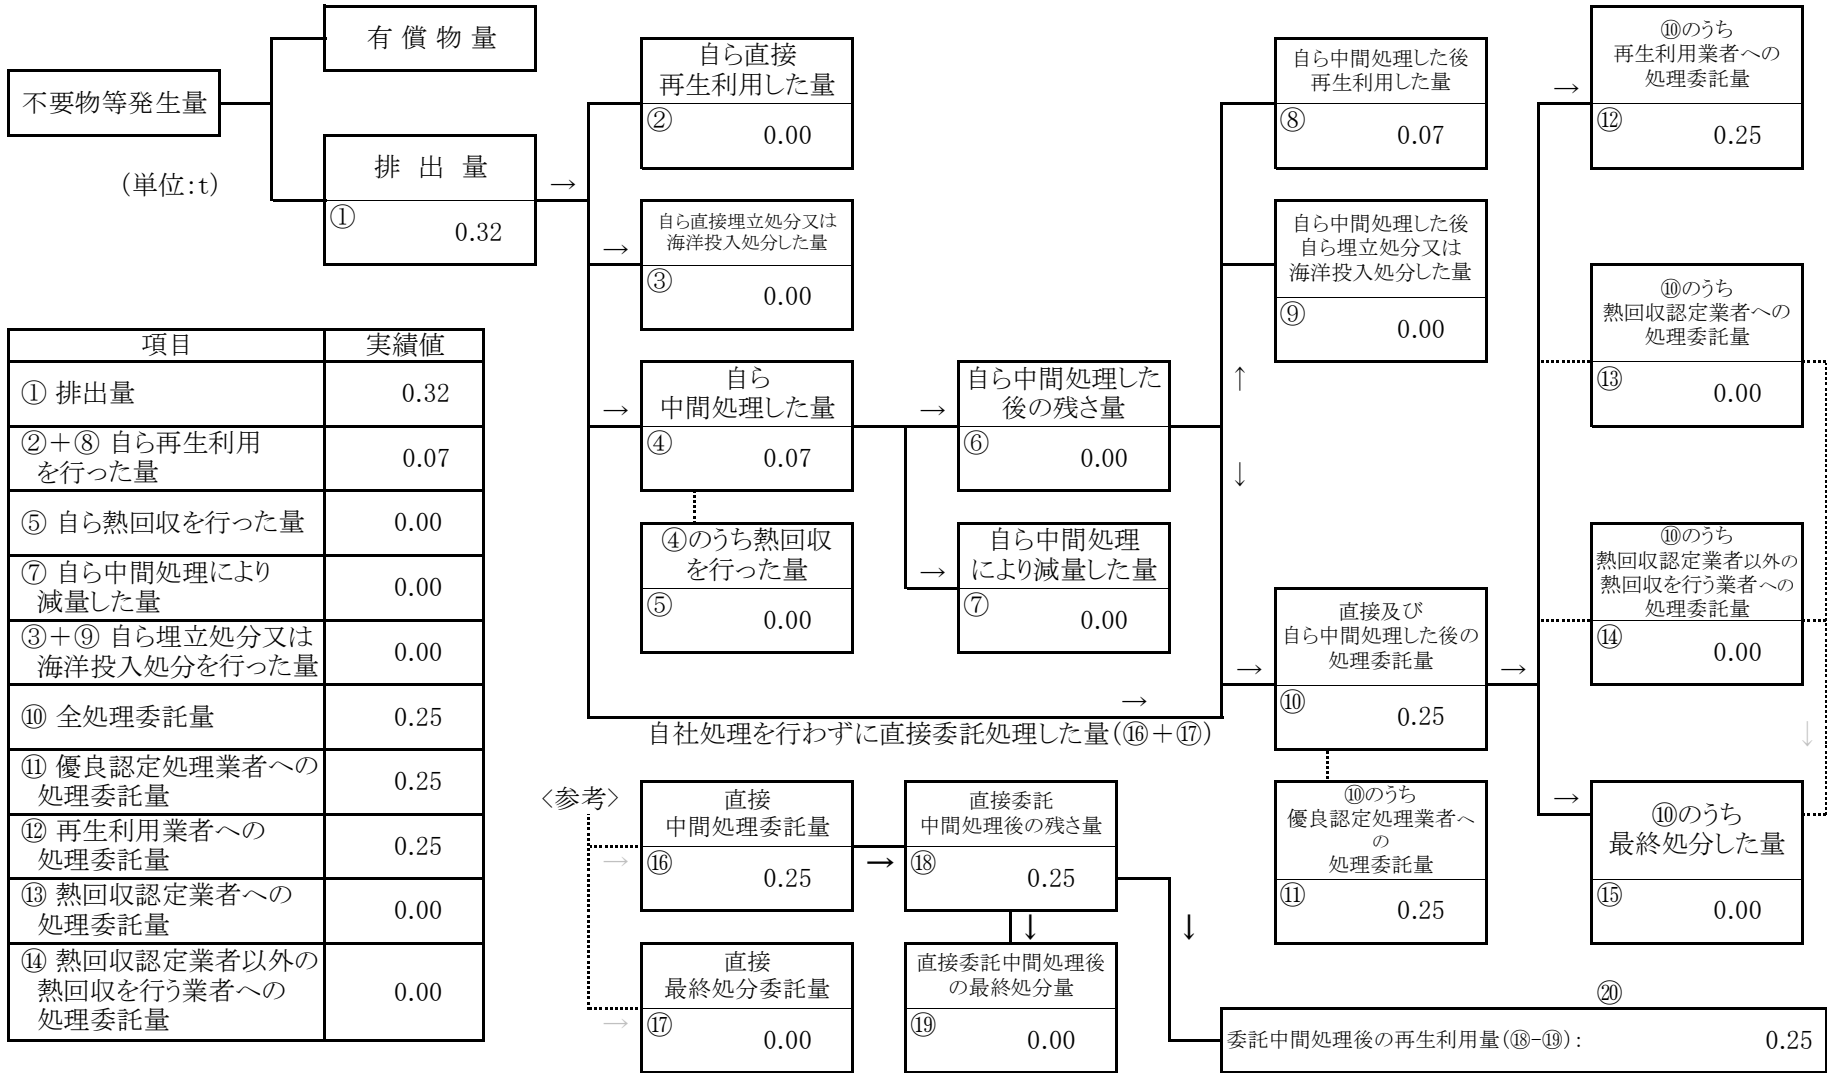 有 償 物 量
不要物等発生量
排 出 量
① 0.32
（単位:t）
→
自ら直接
再生利用した量
② 0.00
→
自ら直接埋立処分又は
海洋投入処分した量
③ 0.00
→
自ら
中間処理した量
④ 0.07
④のうち熱回収
を行った量
⑤ 0.00
→
自ら中間処理した
後の残さ量
⑥ 0.00
→
自ら中間処理
により減量した量
⑦ 0.00
自ら中間処理した後
再生利用した量
⑧ 0.07
自ら中間処理した後
自ら埋立処分又は
海洋投入処分した量
⑨ 0.00
↑
↓
→
直接及び
自ら中間処理した後の
処理委託量
⑩ 0.25
→
自社処理を行わずに直接委託処理した量(⑯＋⑰)
⑩のうち
優良認定処理業者へ
の
処理委託量
⑪ 0.25
→
→
⑩のうち
再生利用業者への
処理委託量
⑫ 0.25
⑩のうち
熱回収認定業者への
処理委託量
⑬ 0.00
⑩のうち
熱回収認定業者以外の
熱回収を行う業者への
処理委託量
⑭ 0.00
↓
→
⑩のうち
最終処分した量
⑮ 0.00
項目 実績値
① 排出量 0.32
②＋⑧ 自ら再生利用
を行った量 0.07
⑤ 自ら熱回収を行った量 0.00
⑦ 自ら中間処理により
減量した量 0.00
③＋⑨ 自ら埋立処分又は
海洋投入処分を行った量 0.00
⑩ 全処理委託量 0.25
⑪ 優良認定処理業者への
処理委託量 0.25
⑫ 再生利用業者への
処理委託量 0.25
⑬ 熱回収認定業者への
処理委託量 0.00
⑭ 熱回収認定業者以外の
熱回収を行う業者への
処理委託量 0.00
〈参考〉
→
直接
中間処理委託量
⑯ 0.25
→
直接
最終処分委託量
⑰ 0.00
→
直接委託
中間処理後の残さ量
⑱ 0.25
↓
直接委託中間処理後
の最終処分量
⑲ 0.00
↓
⑳
委託中間処理後の再生利用量(⑱-⑲)： 0.25